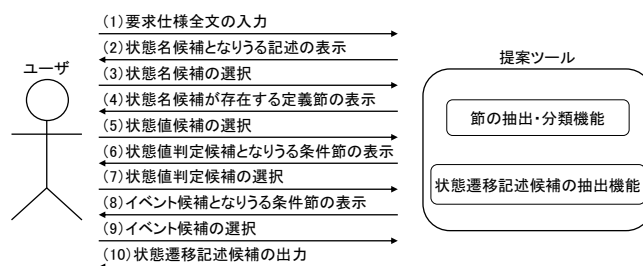 ユーザ
(1)要求仕様全文の入力
(2)状態名候補となりうる記述の表示
(3)状態名候補の選択
(4)状態名候補が存在する定義節の表示
(5)状態値候補の選択
(6)状態値判定候補となりうる条件節の表示
(7)状態値判定候補の選択
(8)イベント候補となりうる条件節の表示
(9)イベント候補の選択
(10)状態遷移記述候補の出力
提案ツール
節の抽出・分類機能
状態遷移記述候補の抽出機能